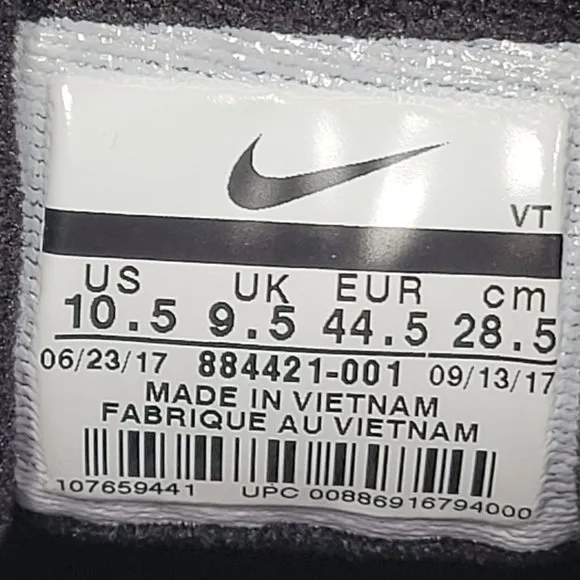 VT
US UK EUR cm
10.5 9.5 44.5 28.5
06/23/17 884421-001 09/13/17
MADE IN VIETNAM
FABRIQUE AU VIETNAM
107659441 UPC 00886916794000